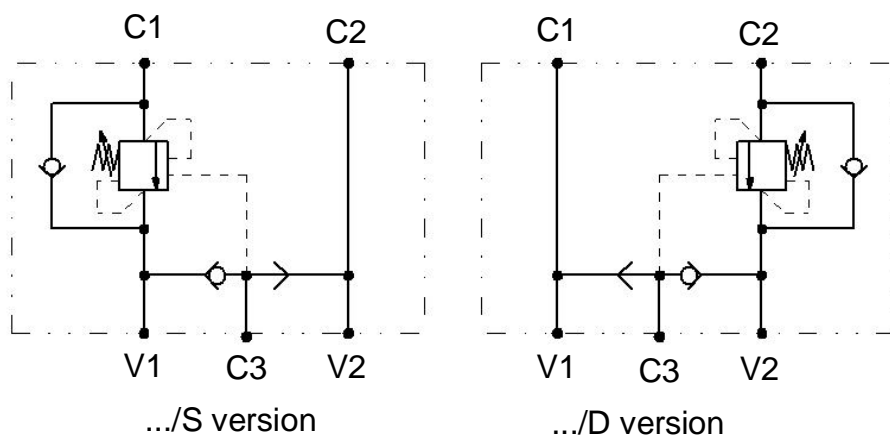 C1 C2 C1 C2
V1 C3 V2 V1 C3 V2
.../S version .../D version